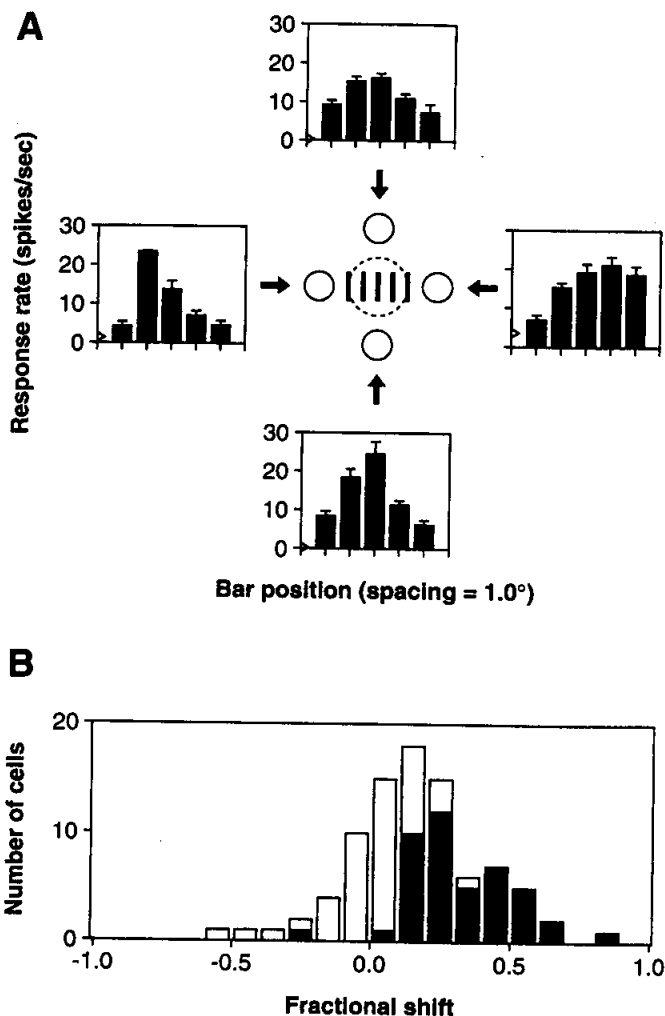 A
30
20
10
0
Response rate (spikes/sec)
30
20
10
0
30
20
10
0
Bar position (spacing = 1.0°)
B
Number of cells
20
10
0
-1.0 -0.5 0.0 0.5 1.0
Fractional shift